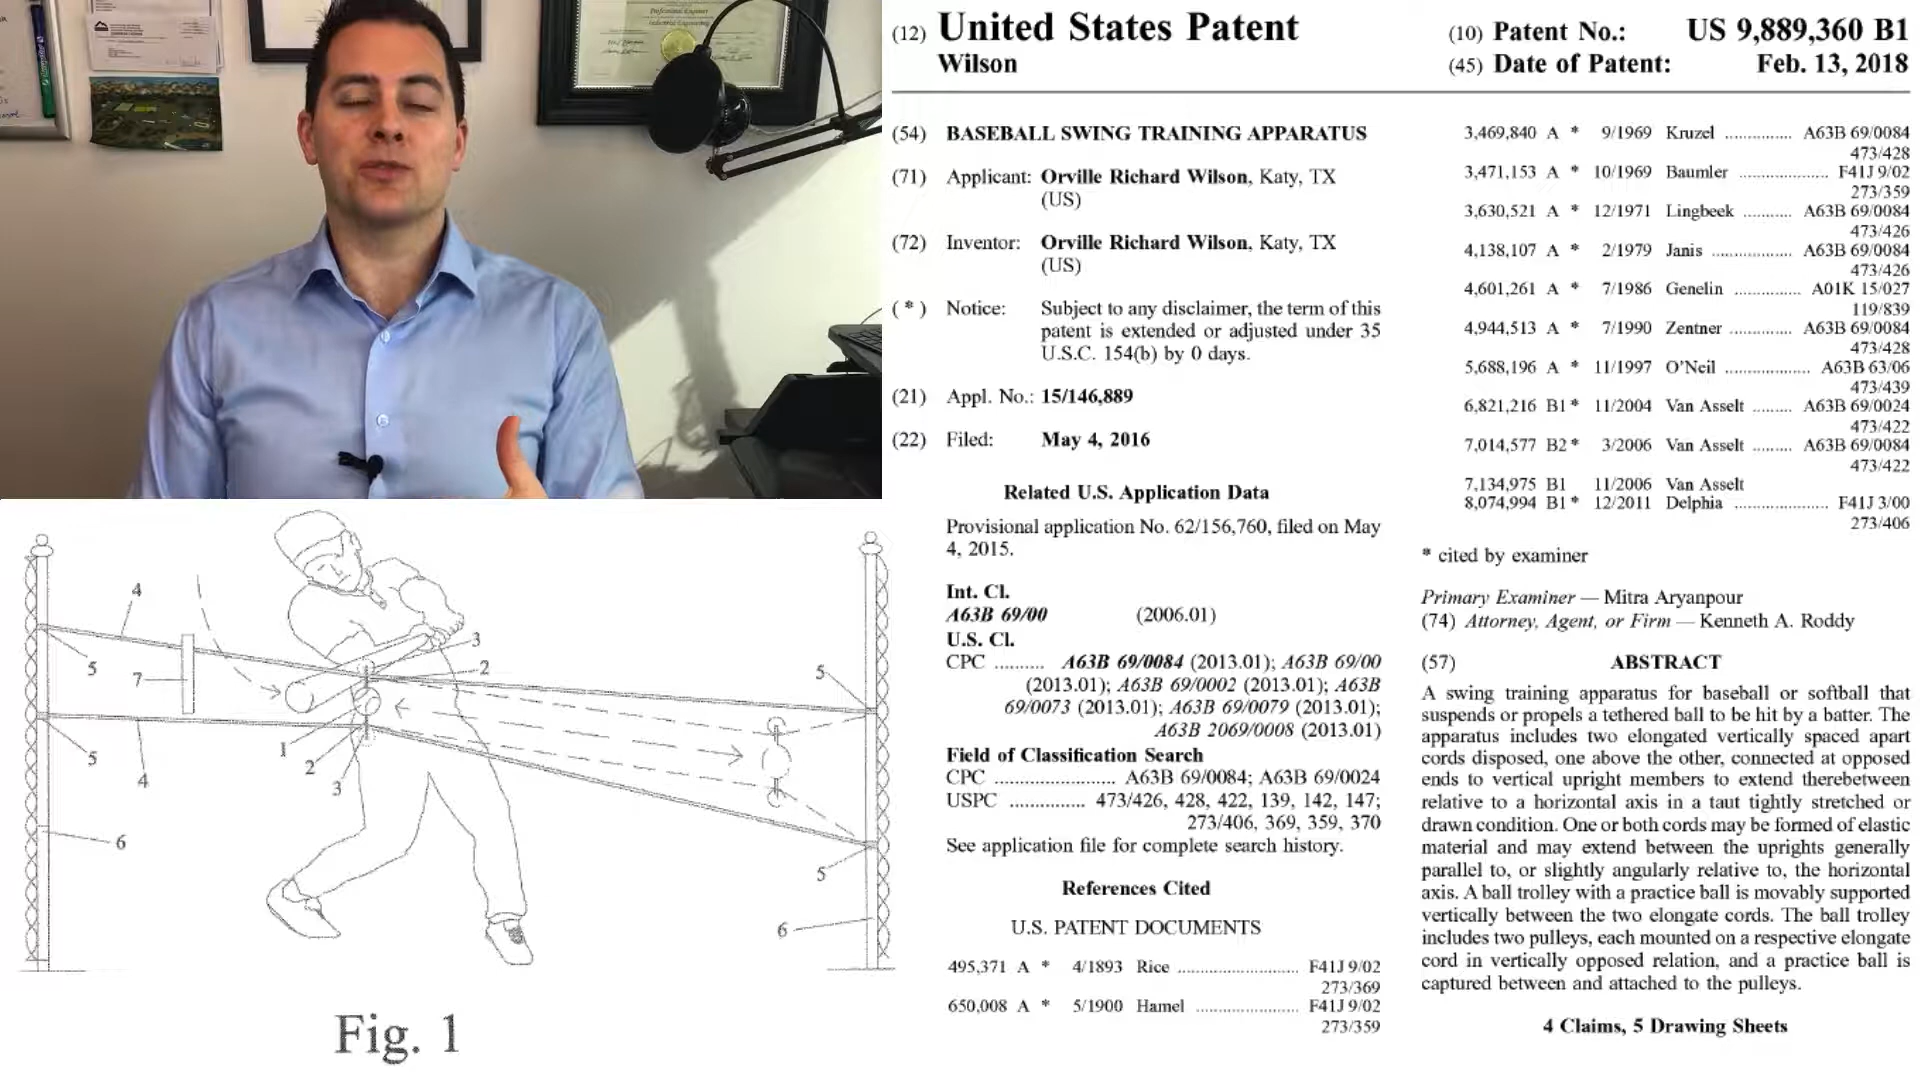 Professional Engineer
Industrial Engineering
(12) United States Patent
Wilson
(10) Patent No.: US 9,889,360 B1
(45) Date of Patent: Feb. 13, 2018
(54) BASEBALL SWING TRAINING APPARATUS
(71) Applicant: Orville Richard Wilson, Katy, TX
(US)
(72) Inventor: Orville Richard Wilson, Katy, TX
(US)
( * ) Notice: Subject to any disclaimer, the term of this
patent is extended or adjusted under 35
U.S.C. 154(b) by 0 days.
(21) Appl. No.: 15/146,889
(22) Filed: May 4, 2016
Related U.S. Application Data
Provisional application No. 62/156,760, filed on May
4, 2015.
Int. Cl.
A63B 69/00 (2006.01)
U.S. Cl.
CPC .......... A63B 69/0084 (2013.01); A63B 69/00
(2013.01); A63B 69/0002 (2013.01); A63B
69/0073 (2013.01); A63B 69/0079 (2013.01);
A63B 2069/0008 (2013.01)
Field of Classification Search
CPC ........................ A63B 69/0084; A63B 69/0024
USPC ............... 473/426, 428, 422, 139, 142, 147;
273/406, 369, 359, 370
See application file for complete search history.
References Cited
U.S. PATENT DOCUMENTS
495,371 A * 4/1893 Rice ........................ F41J 9/02
273/369
650,008 A * 5/1900 Hamel ..................... F41J 9/02
273/359
3,469,840 A * 9/1969 Kruzel .............. A63B 69/0084
473/428
3,471,153 A * 10/1969 Baumler .................... F41J 9/02
273/359
3,630,521 A * 12/1971 Lingbeek .......... A63B 69/0084
473/426
4,138,107 A * 2/1979 Janis ................. A63B 69/0084
473/426
4,601,261 A * 7/1986 Genelin .............. A01K 15/027
119/839
4,944,513 A * 7/1990 Zentner ............. A63B 69/0084
473/428
5,688,196 A * 11/1997 O'Neil ................... A63B 63/06
473/439
6,821,216 B1 * 11/2004 Van Asselt ........ A63B 69/0024
473/422
7,014,577 B2 * 3/2006 Van Asselt ........ A63B 69/0084
473/422
7,134,975 B1 11/2006 Van Asselt
8,074,994 B1 * 12/2011 Delphia .................... F41J 3/00
273/406
* cited by examiner
Primary Examiner — Mitra Aryanpour
(74) Attorney, Agent, or Firm — Kenneth A. Roddy
(57) ABSTRACT
A swing training apparatus for baseball or softball that
suspends or propels a tethered ball to be hit by a batter. The
apparatus includes two elongated vertically spaced apart
cords disposed, one above the other, connected at opposed
ends to vertical upright members to extend therebetween
relative to a horizontal axis in a taut tightly stretched or
drawn condition. One or both cords may be formed of elastic
material and may extend between the uprights generally
parallel to, or slightly angularly relative to, the horizontal
axis. A ball trolley with a practice ball is movably supported
vertically between the two elongate cords. The ball trolley
includes two pulleys, each mounted on a respective elongate
cord in vertically opposed relation, and a practice ball is
captured between and attached to the pulleys.
4 Claims, 5 Drawing Sheets
4
3
5
7
2
5
1
5
4
2
3
6
5
6
Fig. 1